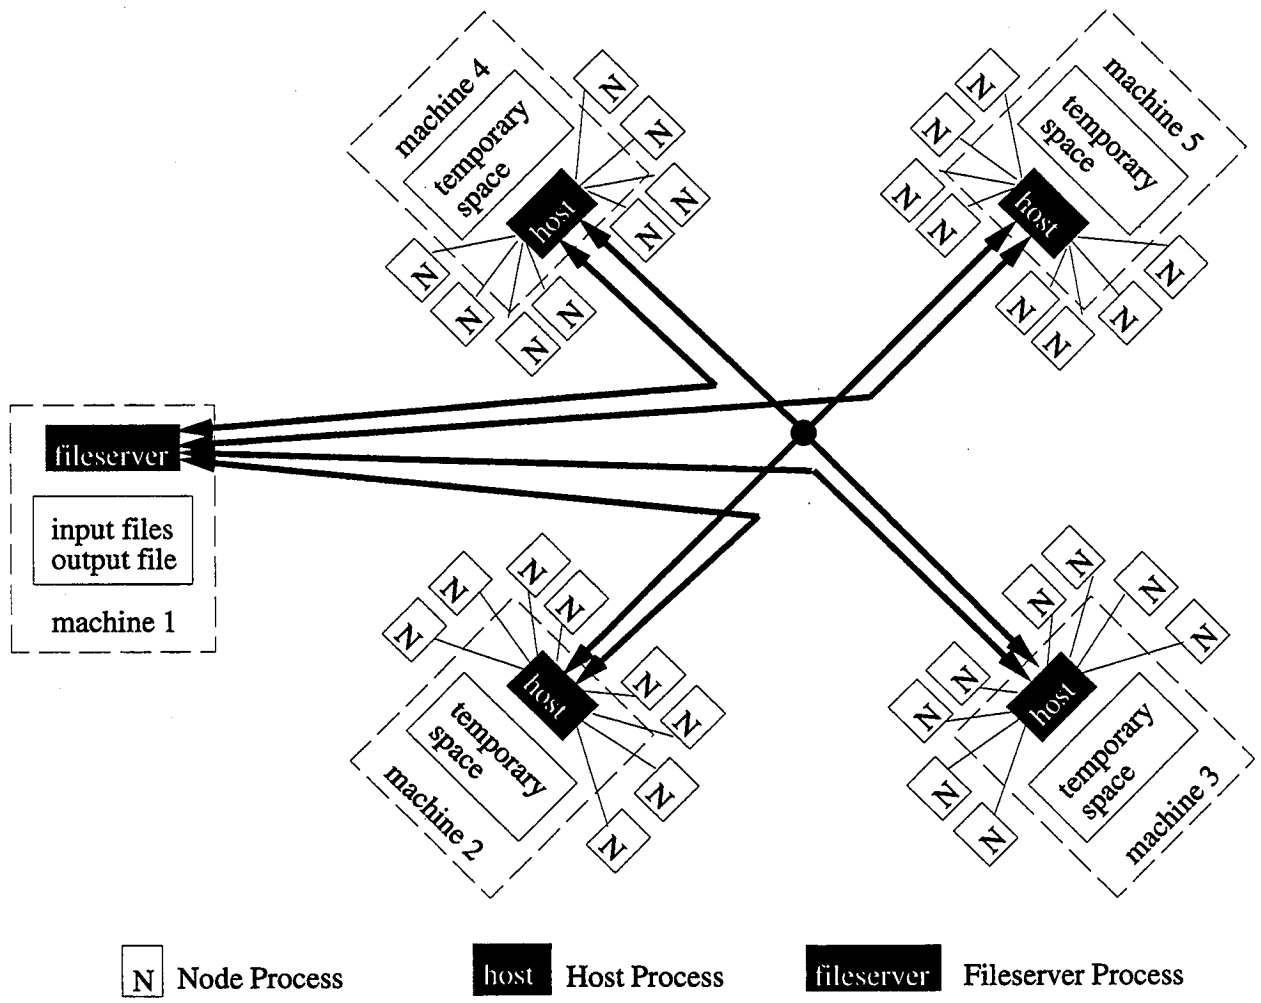 machine 4
temporary
space
host
N
N
N
N
N
N
N
N
machine 5
temporary
space
host
N
N
N
N
N
N
N
N
fileserver
input files
output file
machine 1
N
N
N
N
N
N
N
N
host
temporary
space
machine 2
N
N
N
N
N
N
N
N
host
temporary
space
machine 3
N Node Process
host Host Process
fileserver Fileserver Process